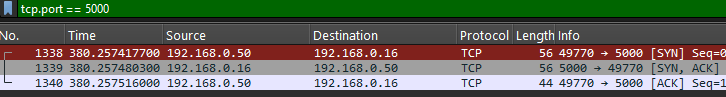 tcp.port == 5000
No. Time Source Destination Protocol Length Info
1338 380.257417700 192.168.0.50 192.168.0.16 TCP 56 49770 → 5000 [SYN] Seq=0
1339 380.257480300 192.168.0.16 192.168.0.50 TCP 56 5000 → 49770 [SYN, ACK]
1340 380.257516000 192.168.0.50 192.168.0.16 TCP 44 49770 → 5000 [ACK] Seq=1